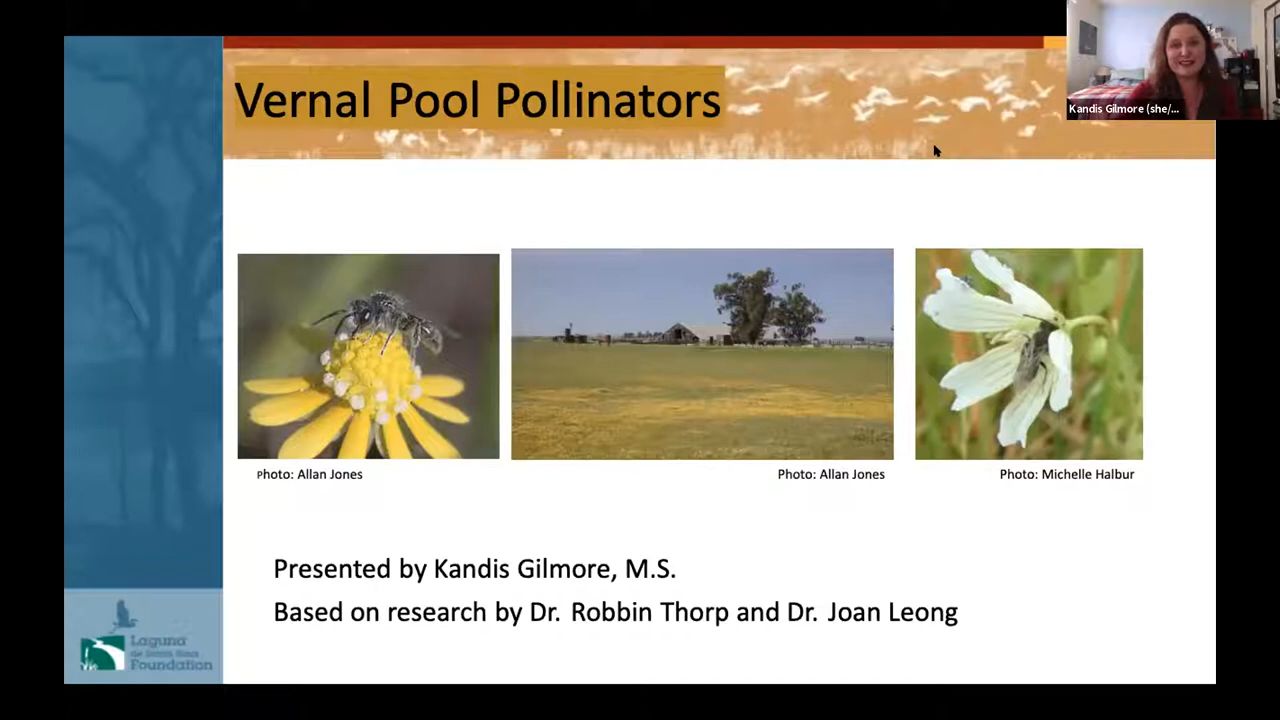 Vernal Pool Pollinators
Kandis Gilmore (she/...
Photo: Allan Jones
Photo: Allan Jones
Photo: Michelle Halbur
Presented by Kandis Gilmore, M.S.
Based on research by Dr. Robbin Thorp and Dr. Joan Leong
Laguna
de Santa Rosa
Foundation